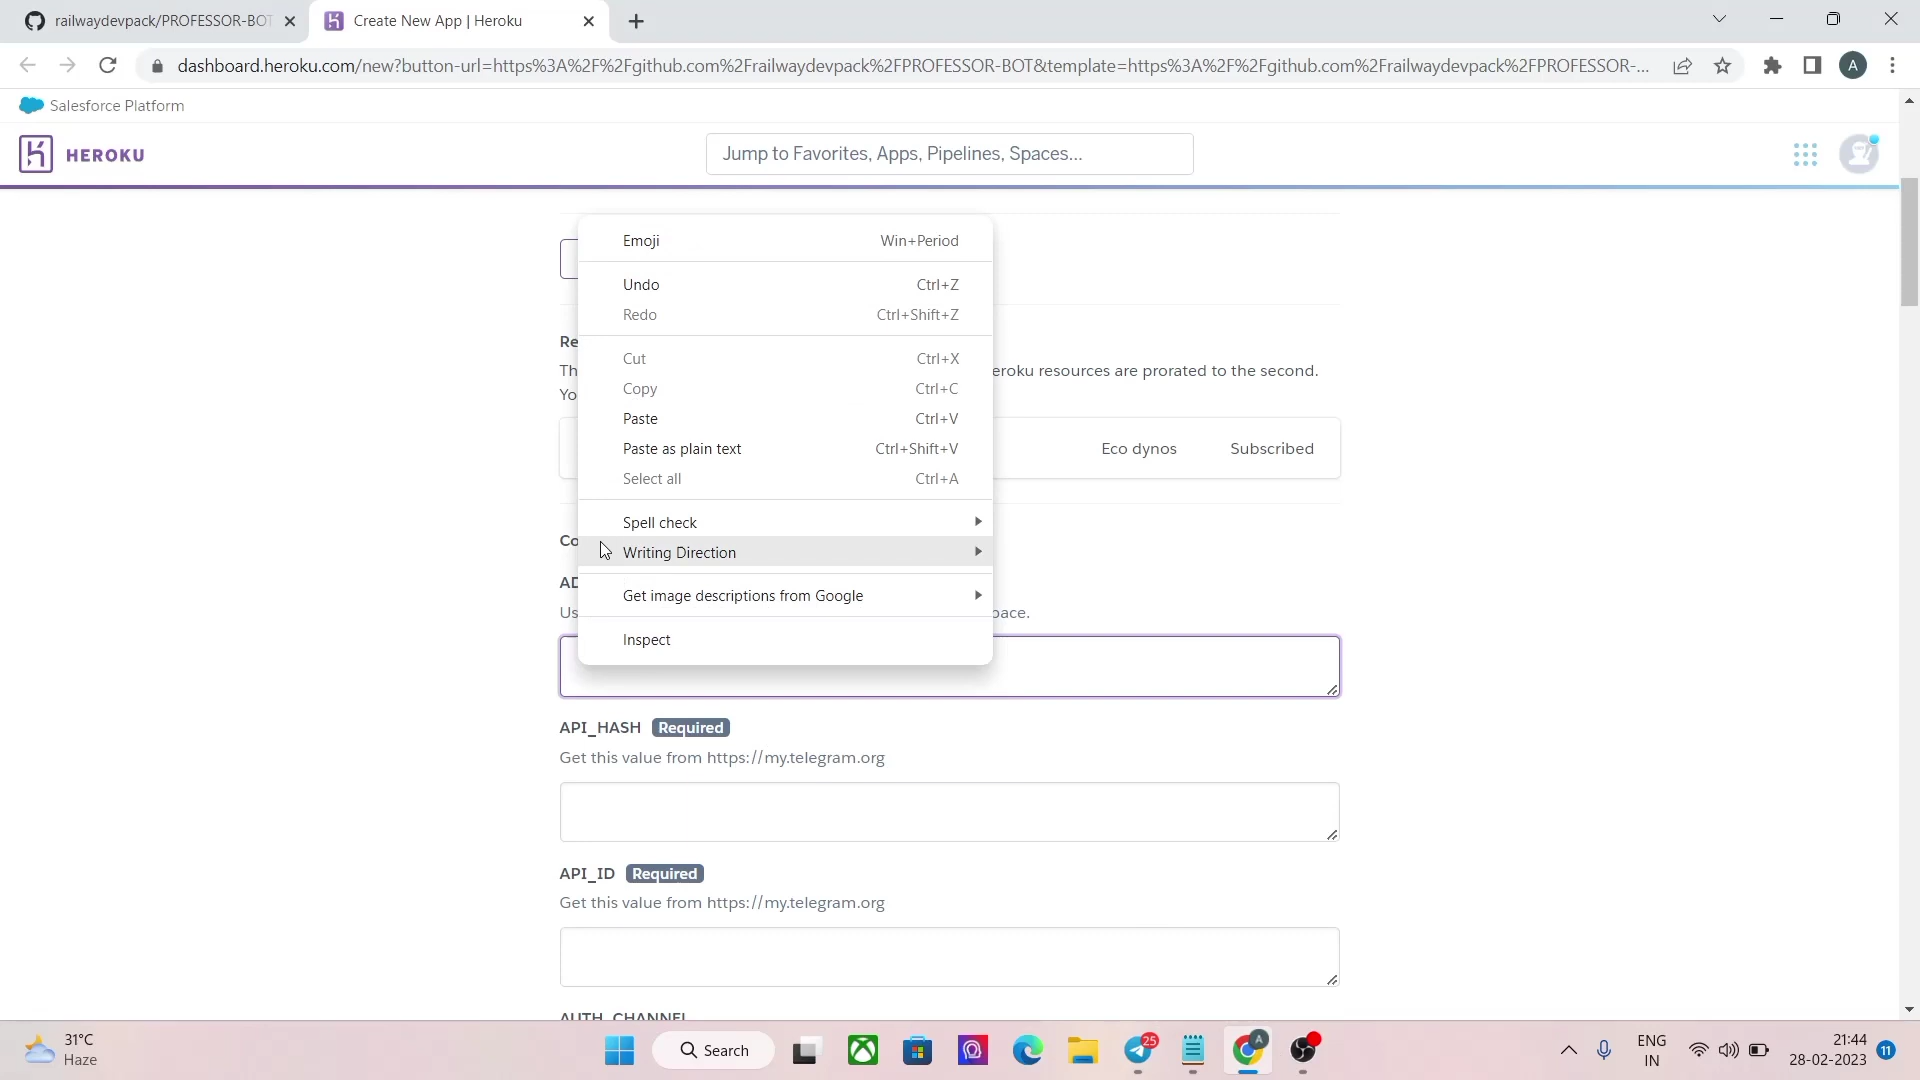 railwaydevpack/PROFESSOR-BOT
Create New App | Heroku
dashboard.heroku.com/new?button-url=https%3A%2F%2Fgithub.com%2Frailwaydevpack%2FPROFESSOR-BOT&template=https%3A%2F%2Fgithub.com%2Frailwaydevpack%2FPROFESSOR-...
A
Salesforce Platform
HEROKU
Jump to Favorites, Apps, Pipelines, Spaces...
Emoji Win+Period
Undo Ctrl+Z
Redo Ctrl+Shift+Z
Re
Cut Ctrl+X
Th eroku resources are prorated to the second.
Copy Ctrl+C
Yo
Paste Ctrl+V
Paste as plain text Ctrl+Shift+V
Eco dynos Subscribed
Select all Ctrl+A
Spell check
Co
Writing Direction
AD
Get image descriptions from Google
Us pace.
Inspect
API_HASH Required
Get this value from https://my.telegram.org
API_ID Required
Get this value from https://my.telegram.org
AUTH_CHANNEL
31°C
Haze
Search
25
A
ENG
IN
21:44
28-02-2023
11